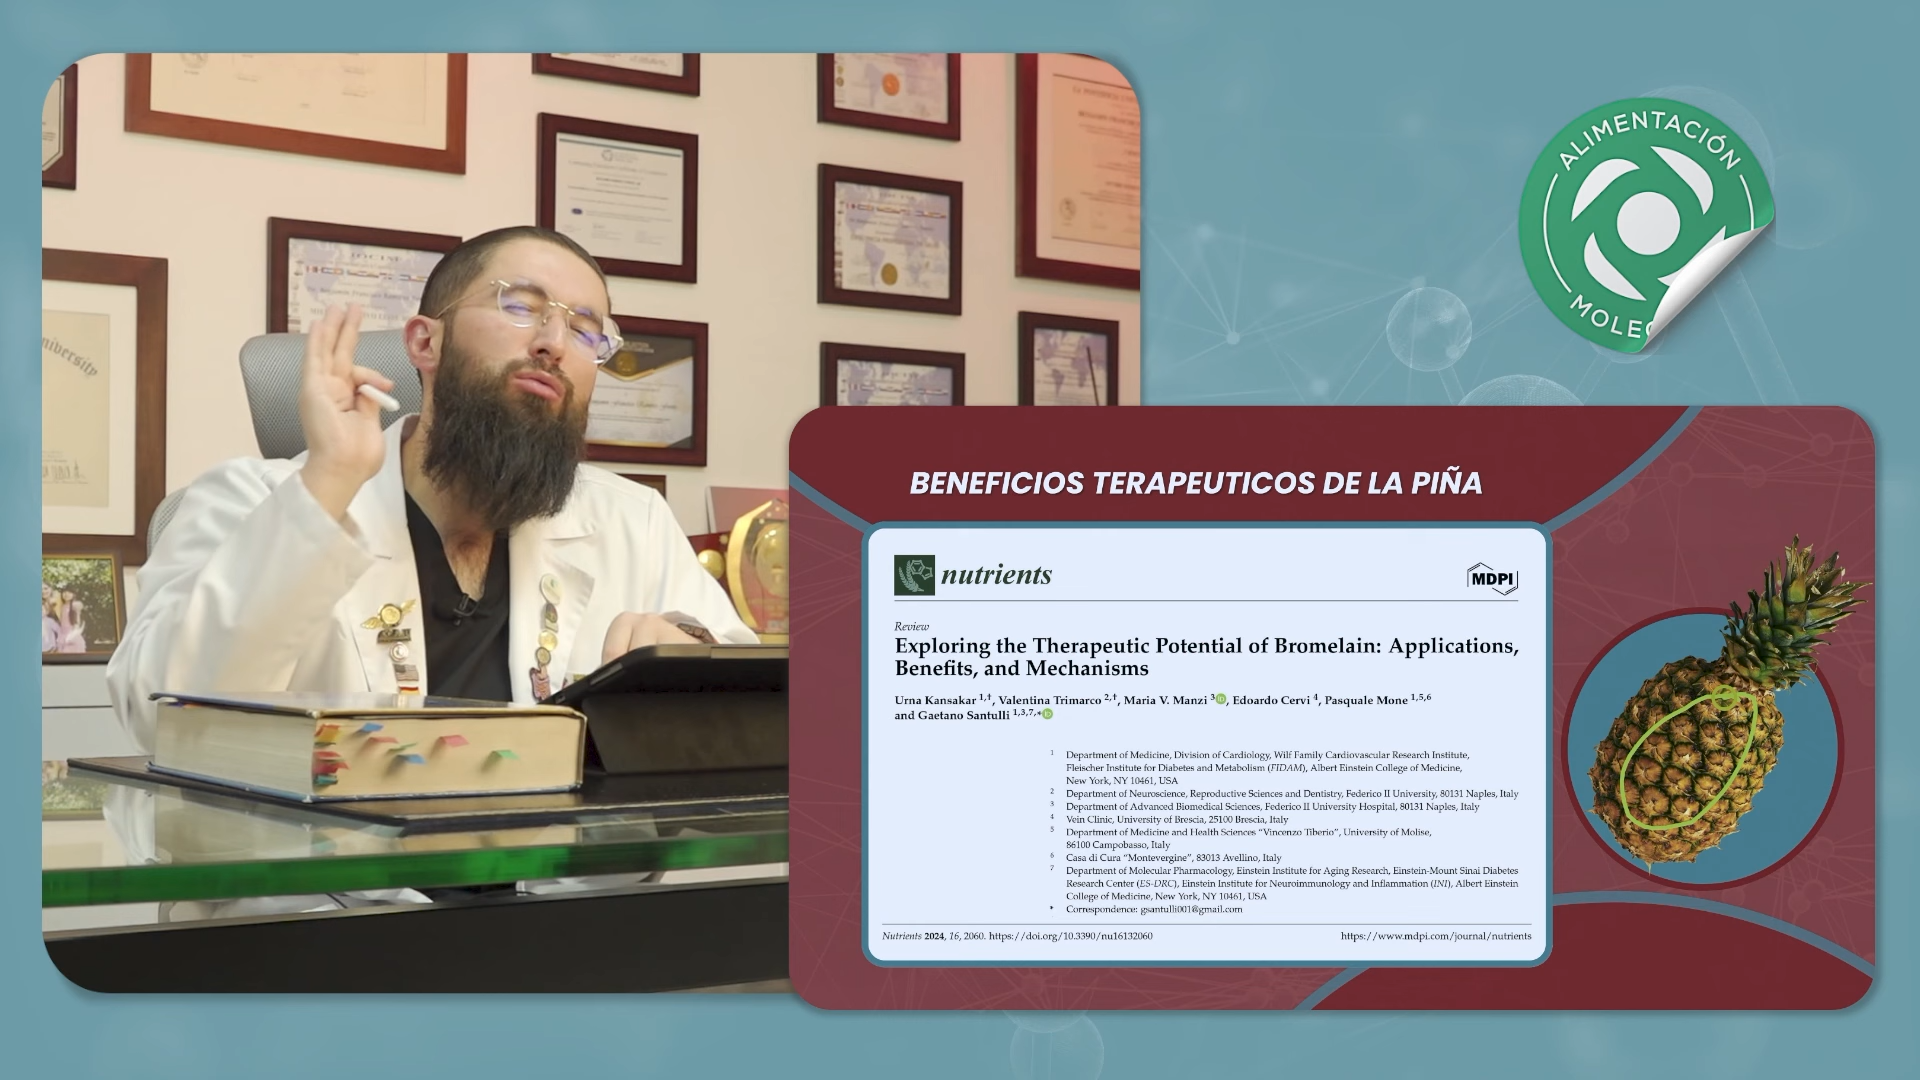 ALIMENTACIÓN
BENEFICIOS TERAPEUTICOS DE LA PIÑA
nutrients
MDPI
Review
Exploring the Therapeutic Potential of Bromelain: Applications,
Benefits, and Mechanisms
Urna Kansakar 1,†, Valentina Trimarco 2,†, Maria V. Manzi 3, Edoardo Cervi 4, Pasquale Mone 1,5,6
and Gaetano Santulli 1,3,7,*
1 Department of Medicine, Division of Cardiology, Wilf Family Cardiovascular Research Institute,
Fleischer Institute for Diabetes and Metabolism (FIDAM), Albert Einstein College of Medicine,
New York, NY 10461, USA
2 Department of Neuroscience, Reproductive Sciences and Dentistry, Federico II University, 80131 Naples, Italy
3 Department of Advanced Biomedical Sciences, Federico II University Hospital, 80131 Naples, Italy
4 Vein Clinic, University of Brescia, 25100 Brescia, Italy
5 Department of Medicine and Health Sciences “Vincenzo Tiberio”, University of Molise,
86100 Campobasso, Italy
6 Casa di Cura “Montevergine”, 83013 Avellino, Italy
7 Department of Molecular Pharmacology, Einstein Institute for Aging Research, Einstein-Mount Sinai Diabetes
Research Center (ES-DRC), Einstein Institute for Neuroimmunology and Inflammation (INI), Albert Einstein
College of Medicine, New York, NY 10461, USA
* Correspondence: gsantulli001@gmail.com
Nutrients 2024, 16, 2060. https://doi.org/10.3390/nu16132060
https://www.mdpi.com/journal/nutrients